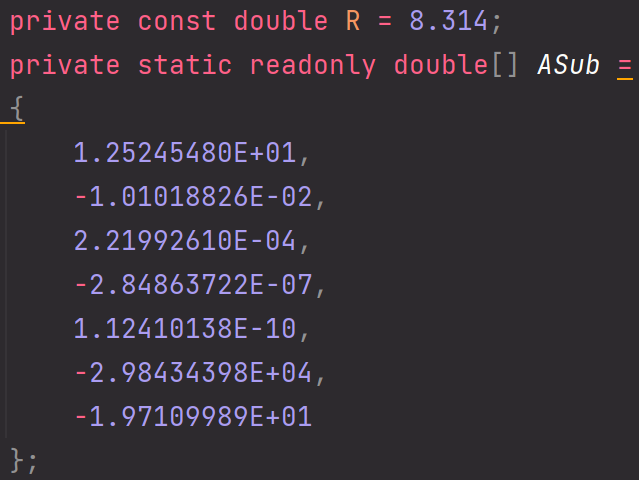 private const double R = 8.314;
private static readonly double[] ASub =
{
1.25245480E+01,
-1.01018826E-02,
2.21992610E-04,
-2.84863722E-07,
1.12410138E-10,
-2.98434398E+04,
-1.97109989E+01
};